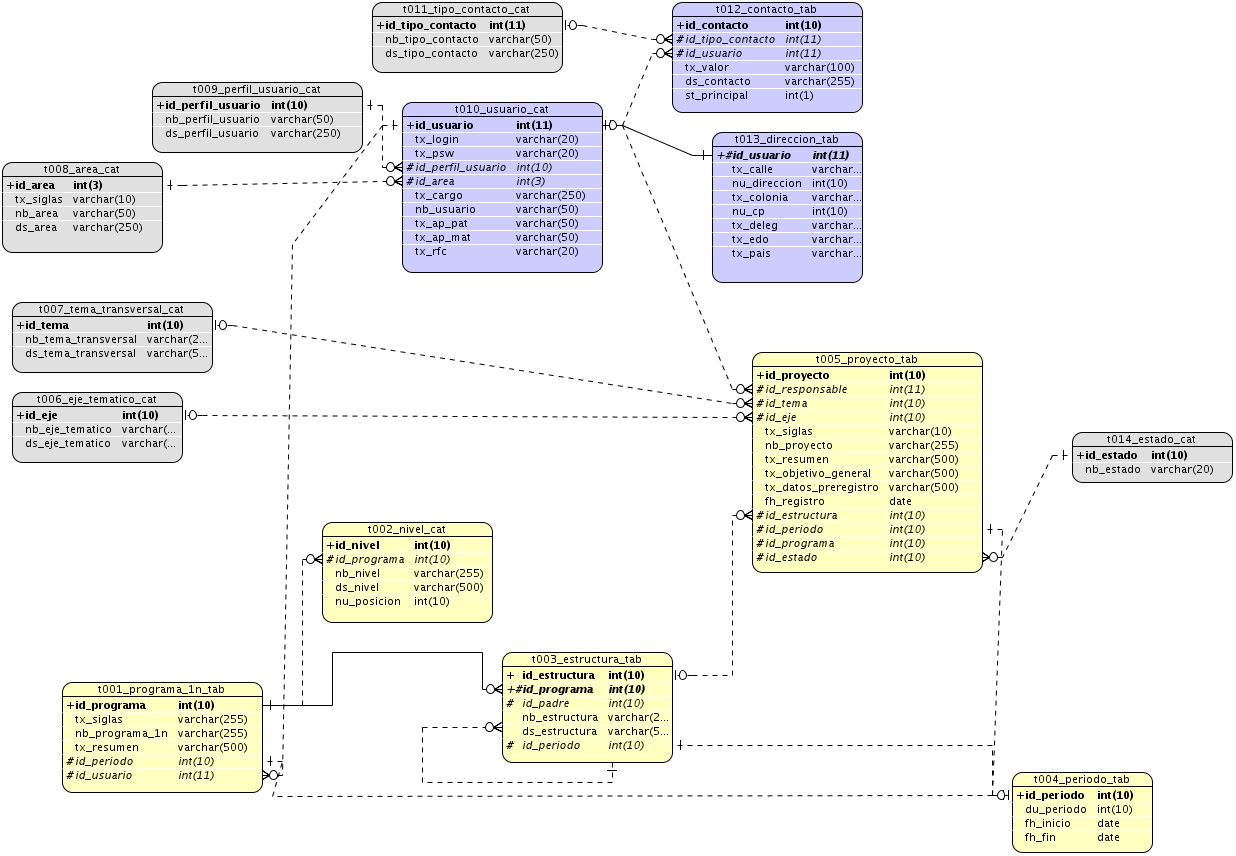 t011_tipo_contacto_cat
+id_tipo_contacto int(11)
nb_tipo_contacto varchar(50)
ds_tipo_contacto varchar(250)
t012_contacto_tab
+id_contacto int(10)
#id_tipo_contacto int(11)
#id_usuario int(11)
tx_valor varchar(100)
ds_contacto varchar(255)
st_principal int(1)
t009_perfil_usuario_cat
+id_perfil_usuario int(10)
nb_perfil_usuario varchar(50)
ds_perfil_usuario varchar(250)
t010_usuario_cat
+id_usuario int(11)
tx_login varchar(20)
tx_psw varchar(20)
#id_perfil_usuario int(10)
#id_area int(3)
tx_cargo varchar(250)
nb_usuario varchar(50)
tx_ap_pat varchar(50)
tx_ap_mat varchar(50)
tx_rfc varchar(20)
t013_direccion_tab
+#id_usuario int(11)
tx_calle varchar...
nu_direccion int(10)
tx_colonia varchar...
nu_cp int(10)
tx_deleg varchar...
tx_edo varchar...
tx_pais varchar...
t008_area_cat
+id_area int(3)
tx_siglas varchar(10)
nb_area varchar(50)
ds_area varchar(250)
t007_tema_transversal_cat
+id_tema int(10)
nb_tema_transversal varchar(2...
ds_tema_transversal varchar(5...
t006_eje_tematico_cat
+id_eje int(10)
nb_eje_tematico varchar(...
ds_eje_tematico varchar(...
t005_proyecto_tab
+id_proyecto int(10)
#id_responsable int(11)
#id_tema int(10)
#id_eje int(10)
tx_siglas varchar(10)
nb_proyecto varchar(255)
tx_resumen varchar(500)
tx_objetivo_general varchar(500)
tx_datos_preregistro varchar(500)
fh_registro date
#id_estructura int(10)
#id_periodo int(10)
#id_programa int(10)
#id_estado int(10)
t014_estado_cat
+id_estado int(10)
nb_estado varchar(20)
t002_nivel_cat
+id_nivel int(10)
#id_programa int(10)
nb_nivel varchar(255)
ds_nivel varchar(500)
nu_posicion int(10)
t003_estructura_tab
+ id_estructura int(10)
+#id_programa int(10)
# id_padre int(10)
nb_estructura varchar(2...
ds_estructura varchar(5...
# id_periodo int(10)
t001_programa_1n_tab
+id_programa int(10)
tx_siglas varchar(255)
nb_programa_1n varchar(255)
tx_resumen varchar(500)
#id_periodo int(10)
#id_usuario int(11)
t004_periodo_tab
+id_periodo int(10)
du_periodo int(10)
fh_inicio date
fh_fin date